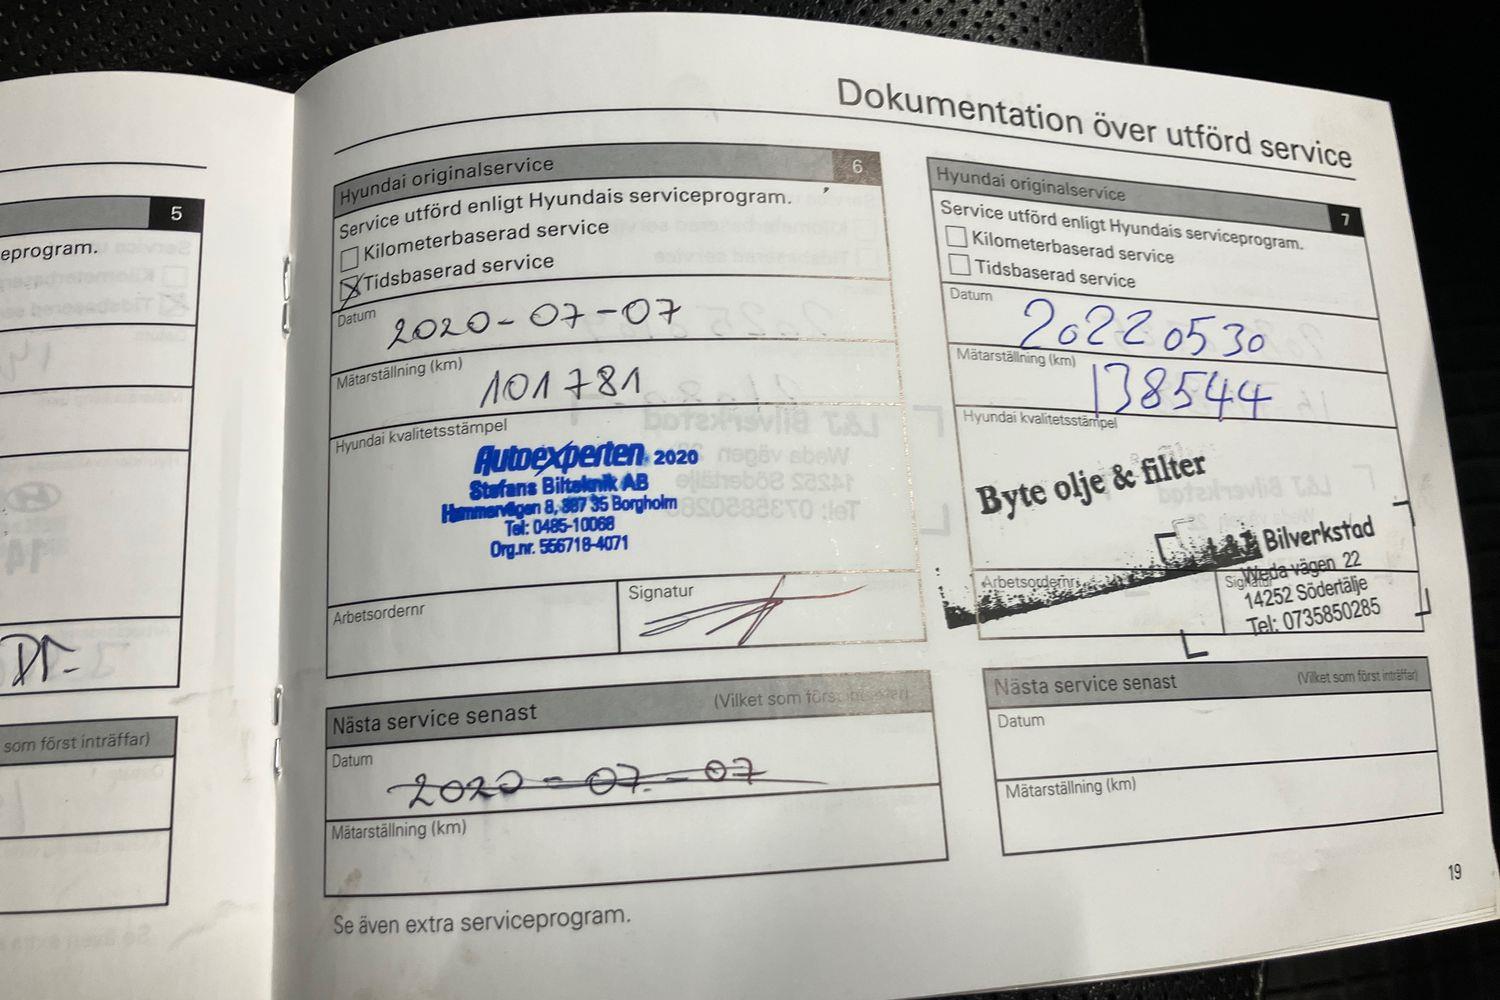 Dokumentation över utförd service
5
eprogram.
DT-
som först inträffar)
Hyundai originalservice 6
Service utförd enligt Hyundais serviceprogram.
Kilometerbaserad service
Tidsbaserad service
Datum
2020-07-07
Mätarställning (km)
101781
Hyundai kvalitetsstämpel
Autoexperten 2020
Stefans Bilteknik AB
Hammarvägen 8, 387 35 Borgholm
Tel: 0485-10068
Org.nr. 556718-4071
Arbetsordernr
Signatur
Nästa service senast (Vilket som först inträffar)
Datum
2020-07-07
Mätarställning (km)
Se även extra serviceprogram.
Hyundai originalservice 7
Service utförd enligt Hyundais serviceprogram.
Kilometerbaserad service
Tidsbaserad service
Datum
20220530
Mätarställning (km)
138544
Hyundai kvalitetsstämpel
Byte olje & filter
L&T Bilverkstad
Weda vägen 22
14252 Södertälje
Tel: 0735850285
Arbetsordernr
Signatur
Nästa service senast (Vilket som först inträffar)
Datum
Mätarställning (km)
19